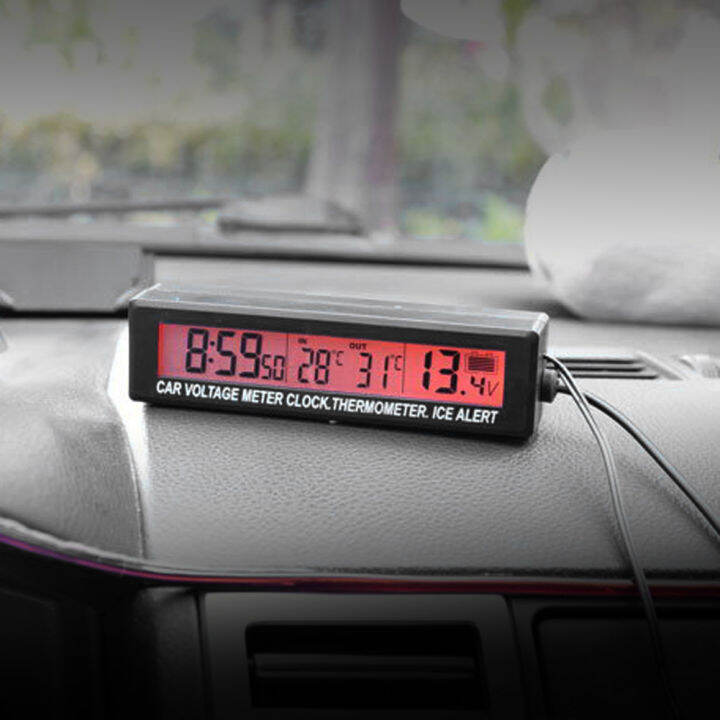 8:59 50 IN 28°C OUT 31°C 13.4V
CAR VOLTAGE METER CLOCK.THERMOMETER. ICE ALERT